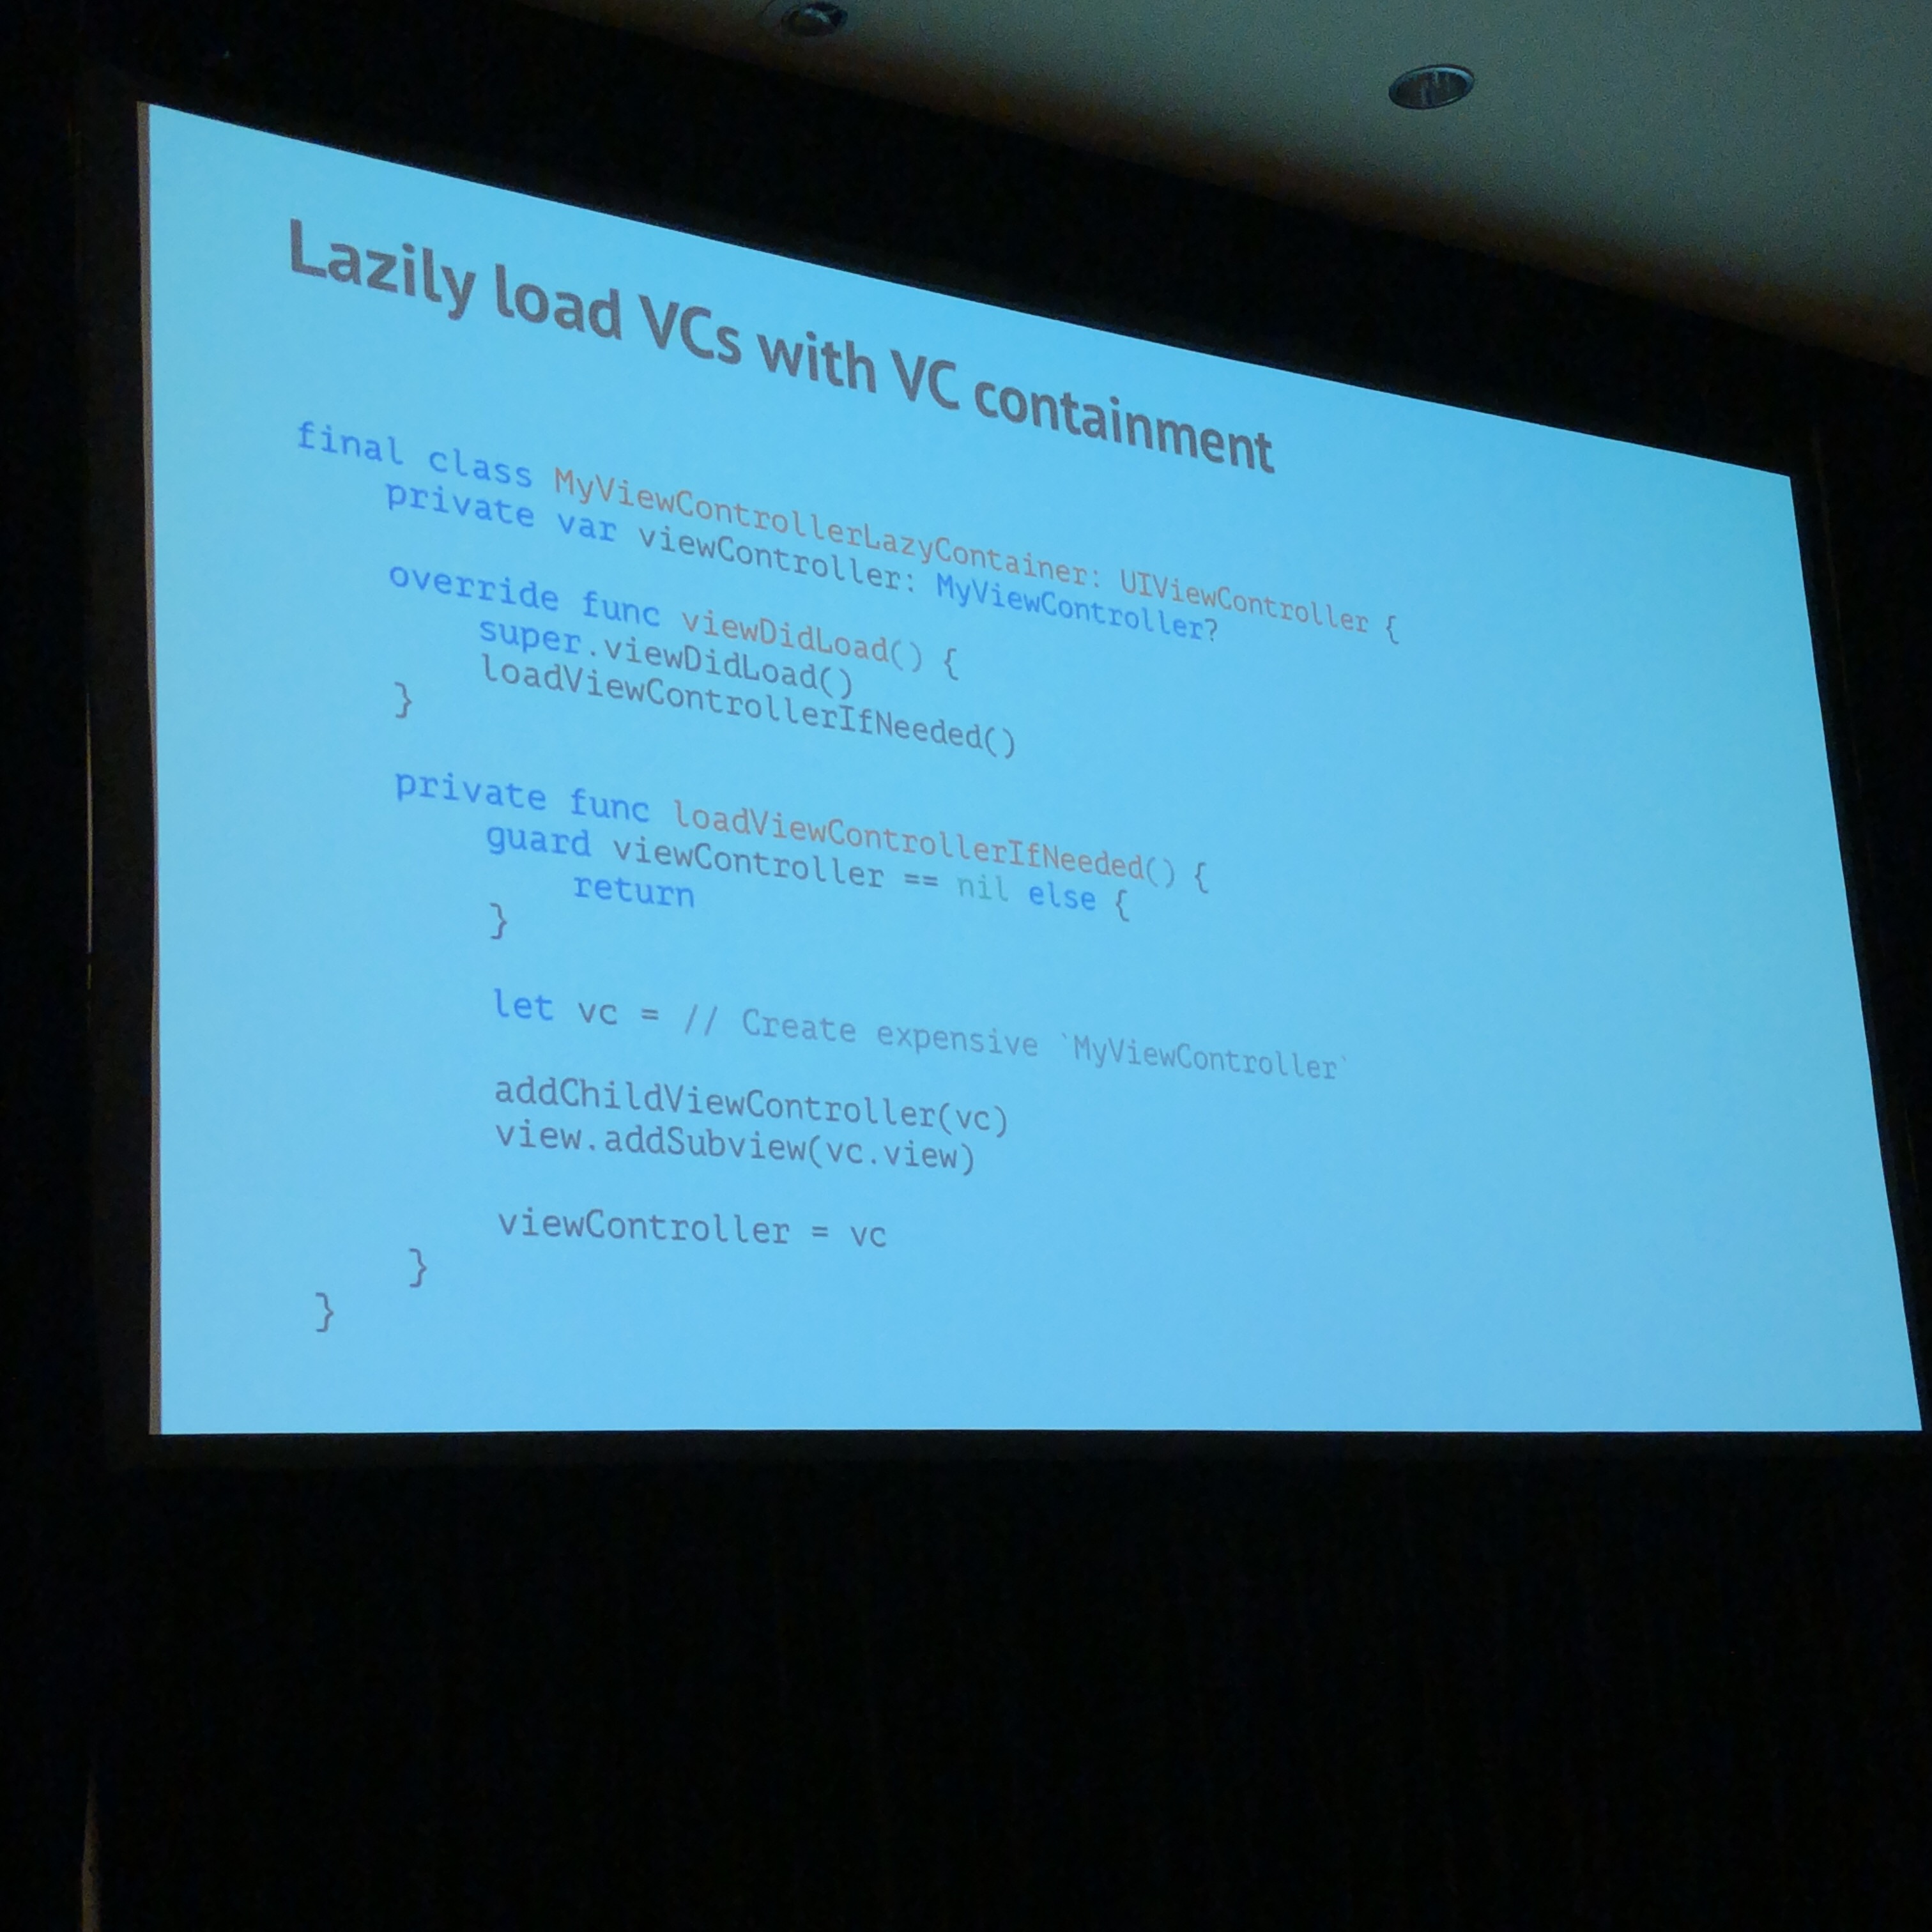 Lazily load VCs with VC containment
final class MyViewControllerLazyContainer: UIViewController {
    private var viewController: MyViewController?
    override func viewDidLoad() {
        super.viewDidLoad()
        loadViewControllerIfNeeded()
    }
    private func loadViewControllerIfNeeded() {
        guard viewController == nil else {
            return
        }
        let vc = // Create expensive `MyViewController`
        addChildViewController(vc)
        view.addSubview(vc.view)
        viewController = vc
    }
}